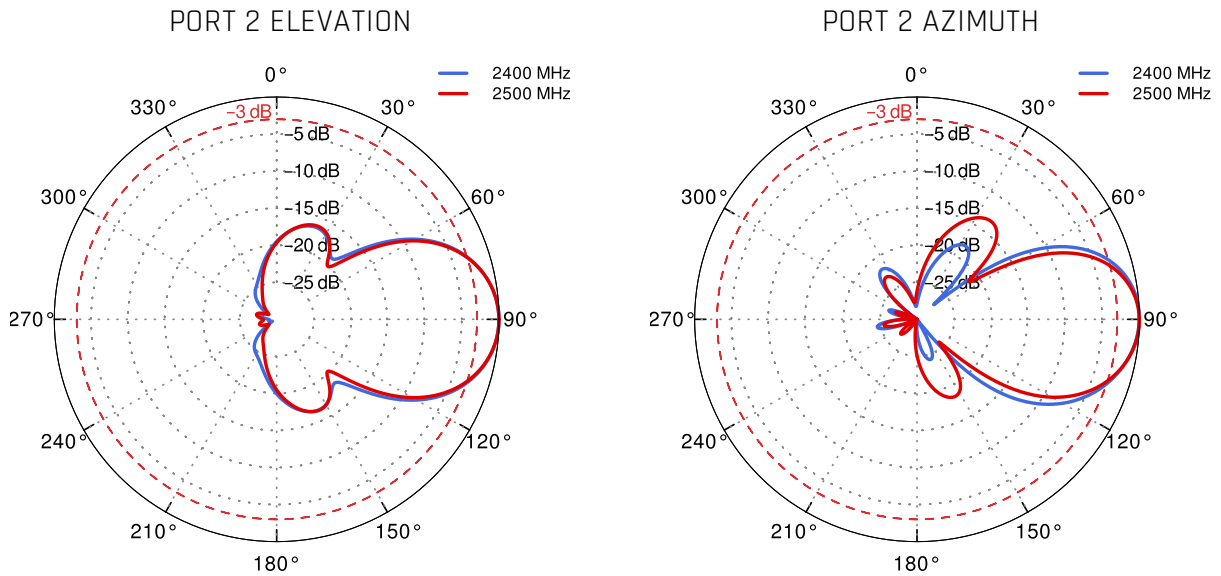 PORT 2 ELEVATION
2400 MHz
2500 MHz
0°
330°
30°
-3 dB
-5 dB
-10 dB
300°
60°
-15 dB
-20 dB
-25 dB
270°
90°
240°
120°
210°
150°
180°
PORT 2 AZIMUTH
2400 MHz
2500 MHz
0°
330°
30°
-3 dB
-5 dB
-10 dB
300°
60°
-15 dB
-20 dB
-25 dB
270°
90°
240°
120°
210°
150°
180°